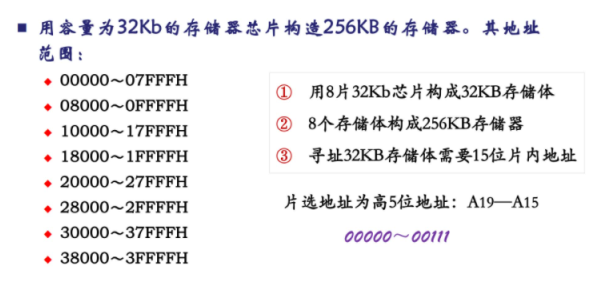 用容量为32Kb的存储器芯片构造256KB的存储器。其地址
范围：
00000～07FFFH
08000～0FFFFH
10000～17FFFH
18000～1FFFFH
20000～27FFFH
28000～2FFFFH
30000～37FFFH
38000～3FFFFH
① 用8片32Kb芯片构成32KB存储体
② 8个存储体构成256KB存储器
③ 寻址32KB存储体需要15位片内地址
片选地址为高5位地址：A19—A15
00000～00111